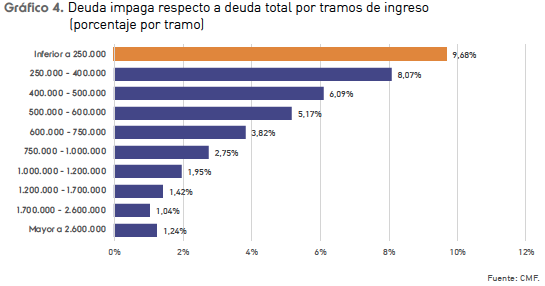 Gráfico 4. Deuda impaga respecto a deuda total por tramos de ingreso
(porcentaje por tramo)
Inferior a 250.000
9,68%
250.000 - 400.000
8,07%
400.000 - 500.000
6,09%
500.000 - 600.000
5,17%
600.000 - 750.000
3,82%
750.000 - 1.000.000
2,75%
1.000.000 - 1.200.000
1,95%
1.200.000 - 1.700.000
1,42%
1.700.000 - 2.600.000
1,04%
Mayor a 2.600.000
1,24%
0% 2% 4% 6% 8% 10% 12%
Fuente: CMF.